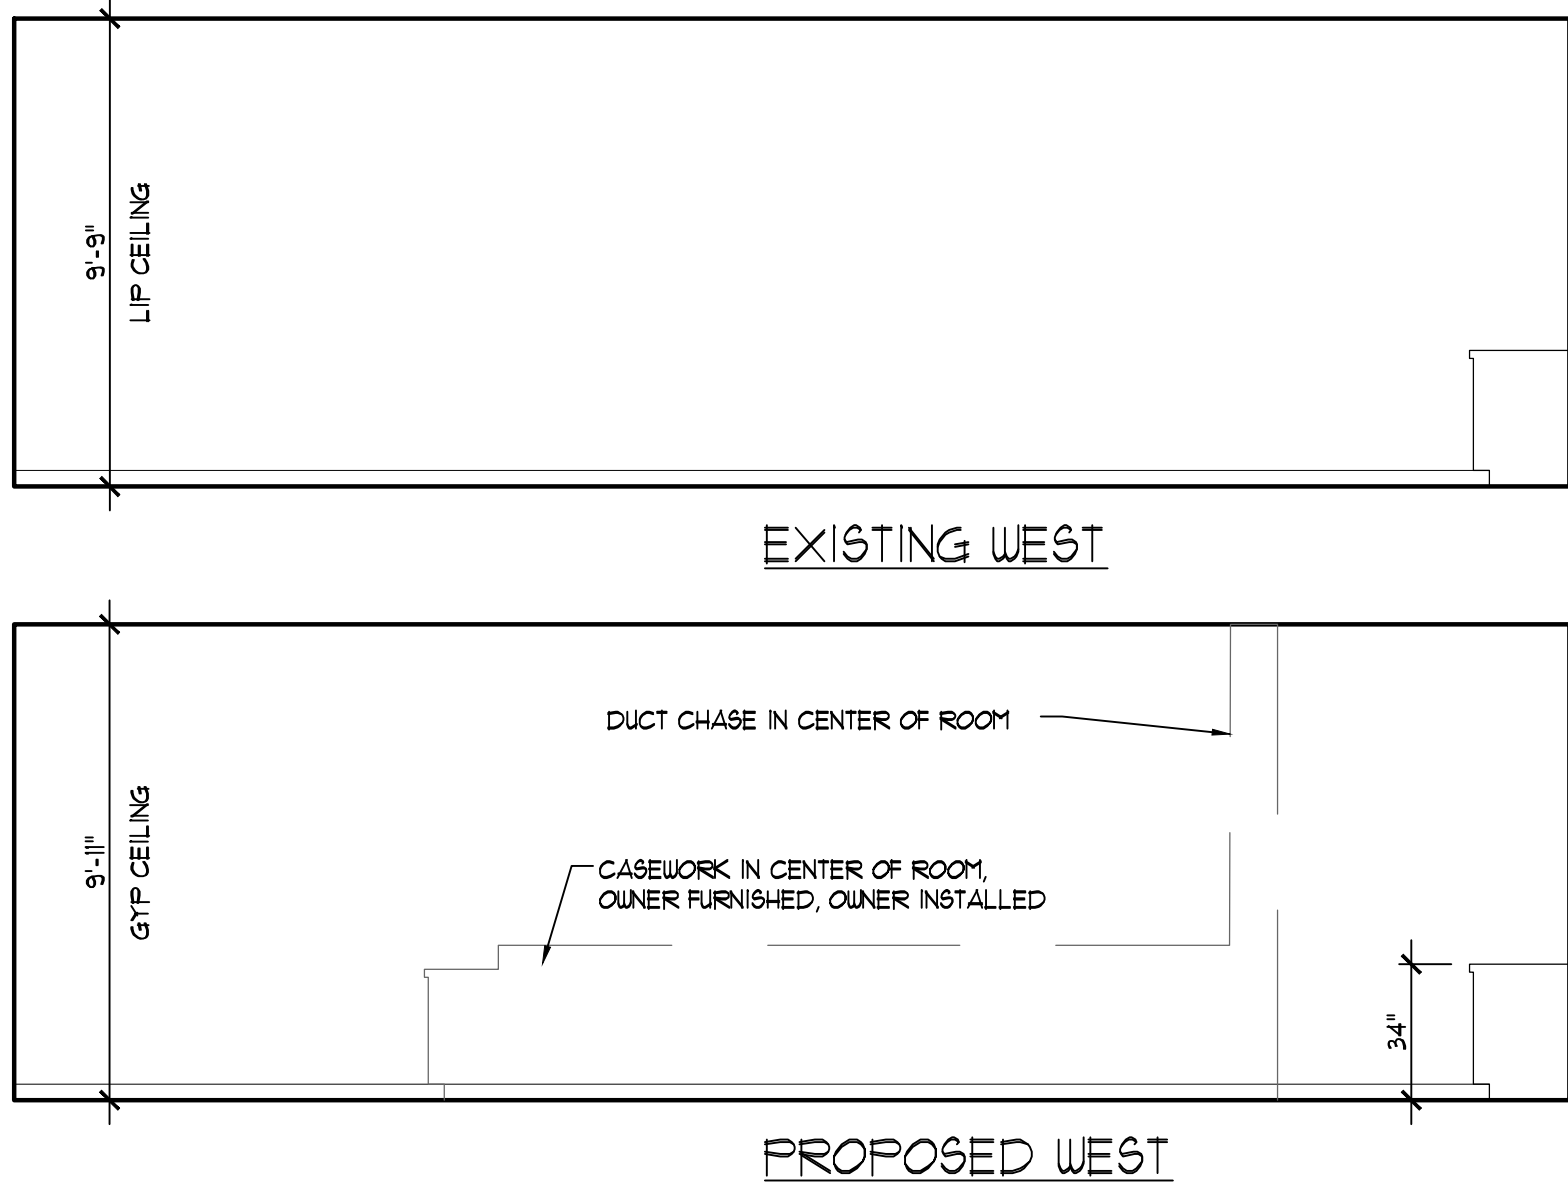 9'-9"
LIP CEILING
EXISTING WEST
DUCT CHASE IN CENTER OF ROOM
9'-11"
GYP CEILING
CASEWORK IN CENTER OF ROOM,
OWNER FURNISHED, OWNER INSTALLED
34"
PROPOSED WEST